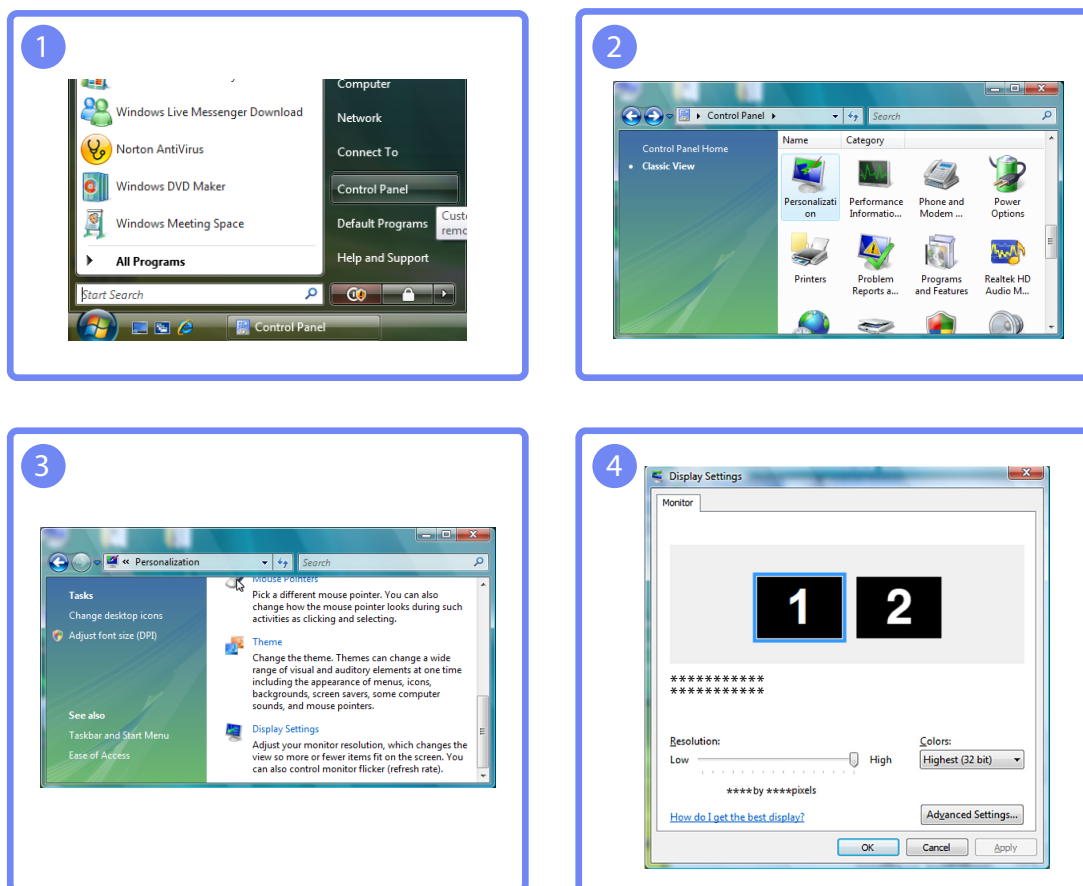 1
Computer
Windows Live Messenger Download
Network
Norton AntiVirus
Connect To
Windows DVD Maker
Control Panel
Windows Meeting Space
Default Programs
All Programs
Help and Support
Start Search
Control Panel
2
Control Panel
Search
Control Panel Home
Classic View
Name Category
Personalizati
on
Performance
Informatio...
Phone and
Modem ...
Power
Options
Printers
Problem
Reports a...
Programs
and Features
Realtek HD
Audio M...
3
« Personalization
Search
Tasks
Change desktop icons
Adjust font size (DPI)
See also
Taskbar and Start Menu
Ease of Access
Mouse Pointers
Pick a different mouse pointer. You can also
change how the mouse pointer looks during such
activities as clicking and selecting.
Theme
Change the theme. Themes can change a wide
range of visual and auditory elements at one time
including the appearance of menus, icons,
backgrounds, screen savers, some computer
sounds, and mouse pointers.
Display Settings
Adjust your monitor resolution, which changes the
view so more or fewer items fit on the screen. You
can also control monitor flicker (refresh rate).
4
Display Settings
Monitor
1 2
***********
***********
Resolution:
Low High
****by ****pixels
Colors:
Highest (32 bit)
How do I get the best display?
Advanced Settings...
OK Cancel Apply